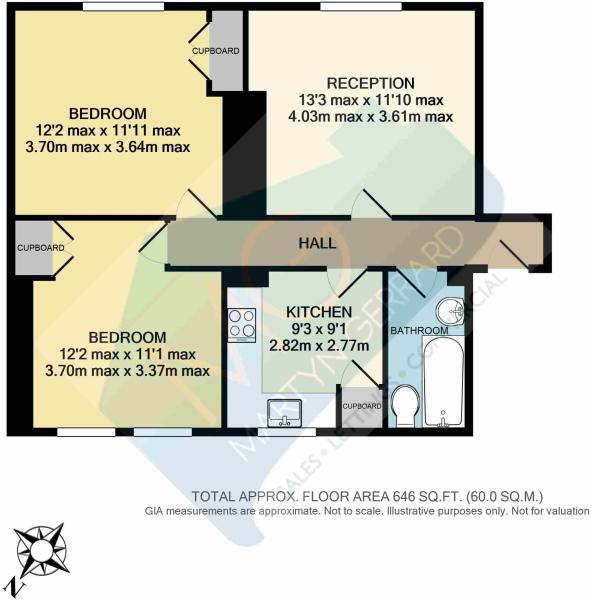 CUPBOARD
BEDROOM
12'2 max x 11'11 max
3.70m max x 3.64m max
RECEPTION
13'3 max x 11'10 max
4.03m max x 3.61m max
HALL
CUPBOARD
BEDROOM
12'2 max x 11'1 max
3.70m max x 3.37m max
KITCHEN
9'3 x 9'1
2.82m x 2.77m
CUPBOARD
BATHROOM
MARTYN GERHARD
SALES • LETTINGS • COMMERCIAL
TOTAL APPROX. FLOOR AREA 646 SQ.FT. (60.0 SQ.M.)
GIA measurements are approximate. Not to scale. Illustrative purposes only. Not for valuation
N